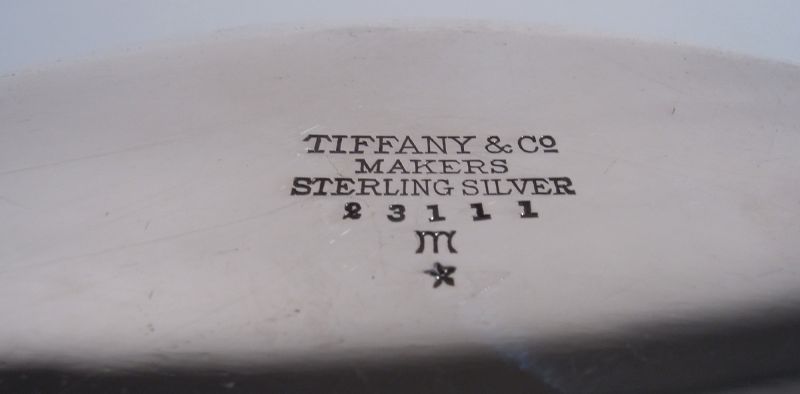 TIFFANY & Co
MAKERS
STERLING SILVER
23111
m